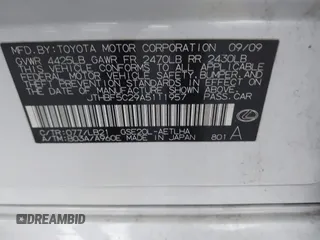 MFD. BY: TOYOTA MOTOR CORPORATION 09/09
GVWR 4425LB GAWR FR 2470LB RR 2430LB
THIS VEHICLE CONFORMS TO ALL APPLICABLE
FEDERAL MOTOR VEHICLE SAFETY, BUMPER, AND
THEFT PREVENTION STANDARDS IN EFFECT ON
THE DATE OF MANUFACTURE SHOWN ABOVE.
JTHBF5C29A5111957 PASS. CAR
C/TR:077/LB21 GSE20L-AETLHA
A/TM:B03A/A960E MADE IN JAPAN 801 A
DREAMBID